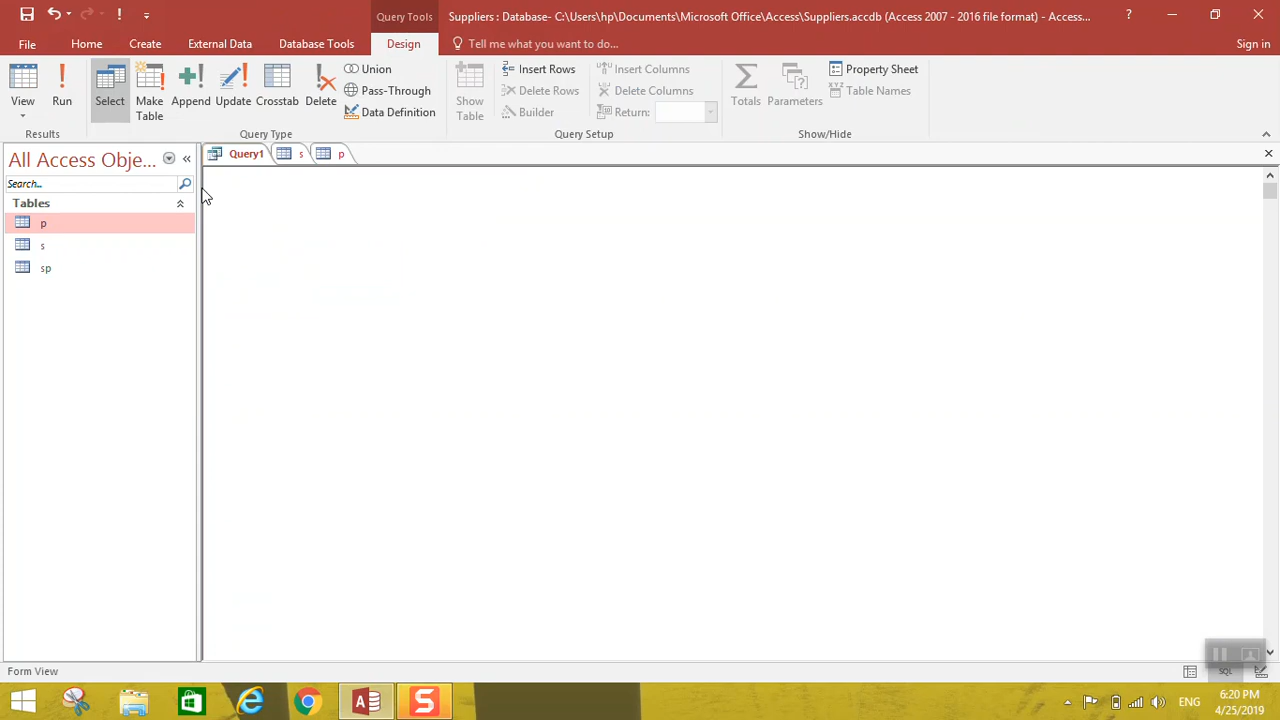 Query Tools
Suppliers : Database- C:\Users\hp\Documents\Microsoft Office\Access\Suppliers.accdb (Access 2007 - 2016 file format) - Access...
?
File
Home
Create
External Data
Database Tools
Design
Tell me what you want to do...
Sign in
View
Run
Select
Make Table
Append
Update
Crosstab
Delete
Union
Pass-Through
Data Definition
Show Table
Insert Rows
Delete Rows
Builder
Insert Columns
Delete Columns
Return:
Totals
Parameters
Property Sheet
XYZ Table Names
Results
Query Type
Query Setup
Show/Hide
All Access Obje...
Query1
s
p
Search..
Tables
p
s
sp
Form View
SQL
ENG
6:20 PM
4/25/2019